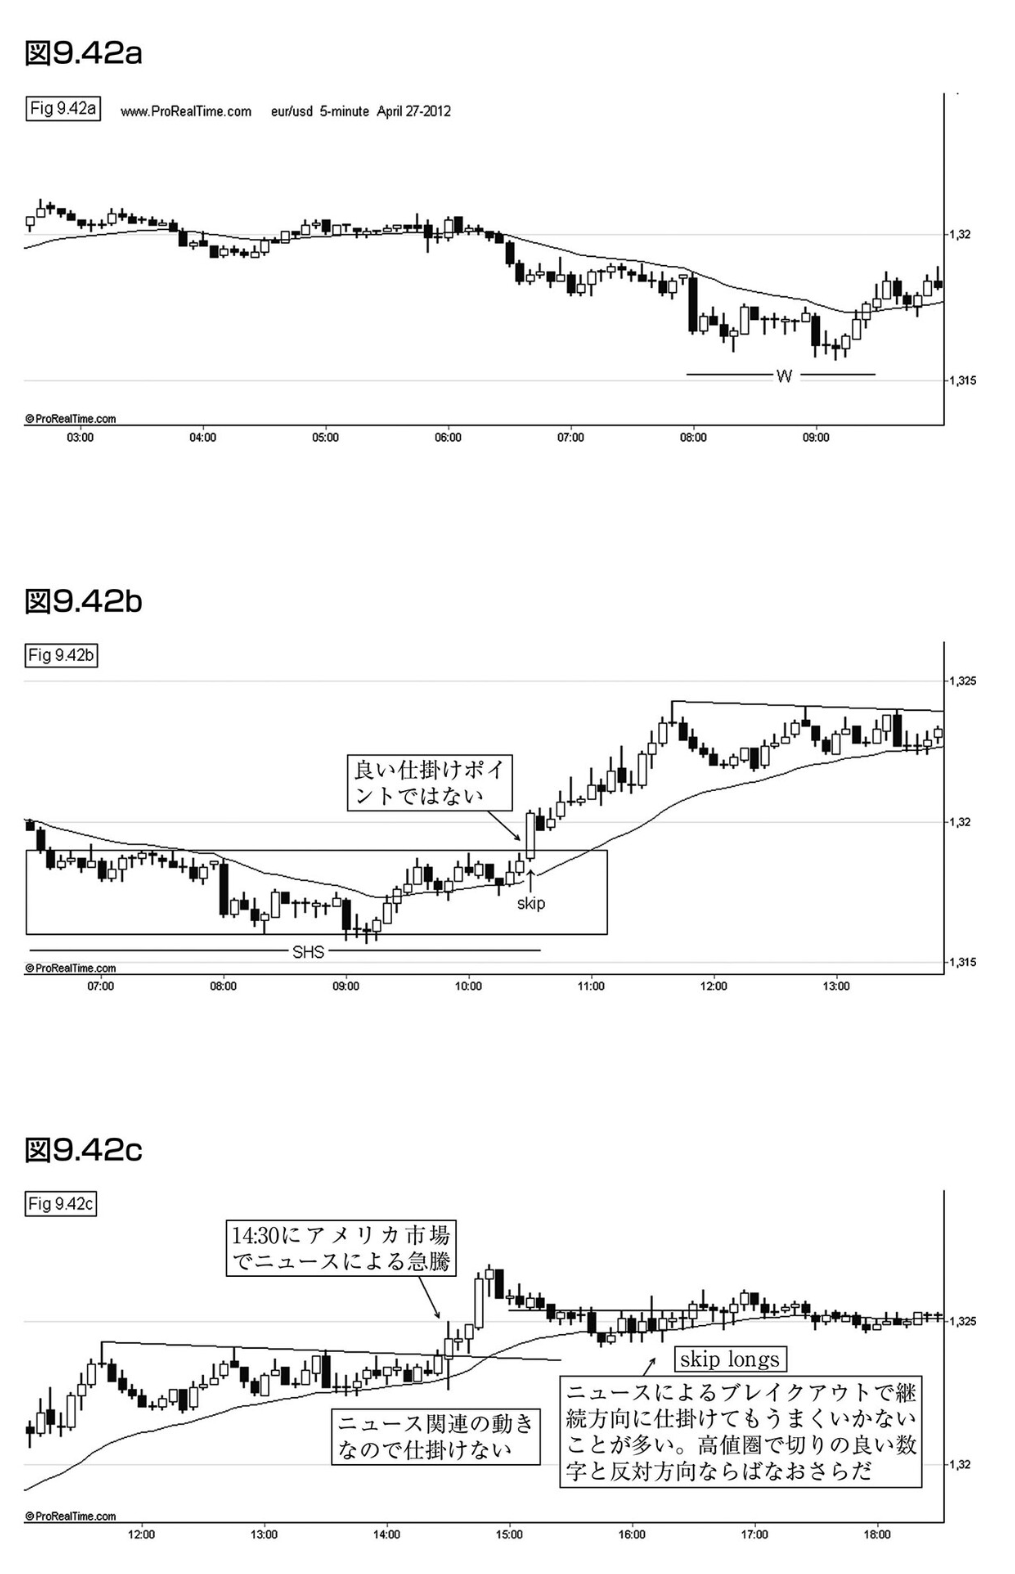 図9.42a
Fig 9.42a www.ProRealTime.com eur/usd 5-minute April 27-2012
1,32
W
1,315
©ProRealTime.com
03:00 04:00 05:00 06:00 07:00 08:00 09:00
図9.42b
Fig 9.42b
1,325
良い仕掛けポイ
ントではない
1,32
skip
SHS
©ProRealTime.com
1,315
07:00 08:00 09:00 10:00 11:00 12:00 13:00
図9.42c
Fig 9.42c
14:30にアメリカ市場
でニュースによる急騰
1,325
skip longs
ニュースによるブレイクアウトで継
続方向に仕掛けてもうまくいかない
ことが多い。高値圏で切りの良い数
字と反対方向ならばなおさらだ
ニュース関連の動き
なので仕掛けない
1,32
©ProRealTime.com
12:00 13:00 14:00 15:00 16:00 17:00 18:00